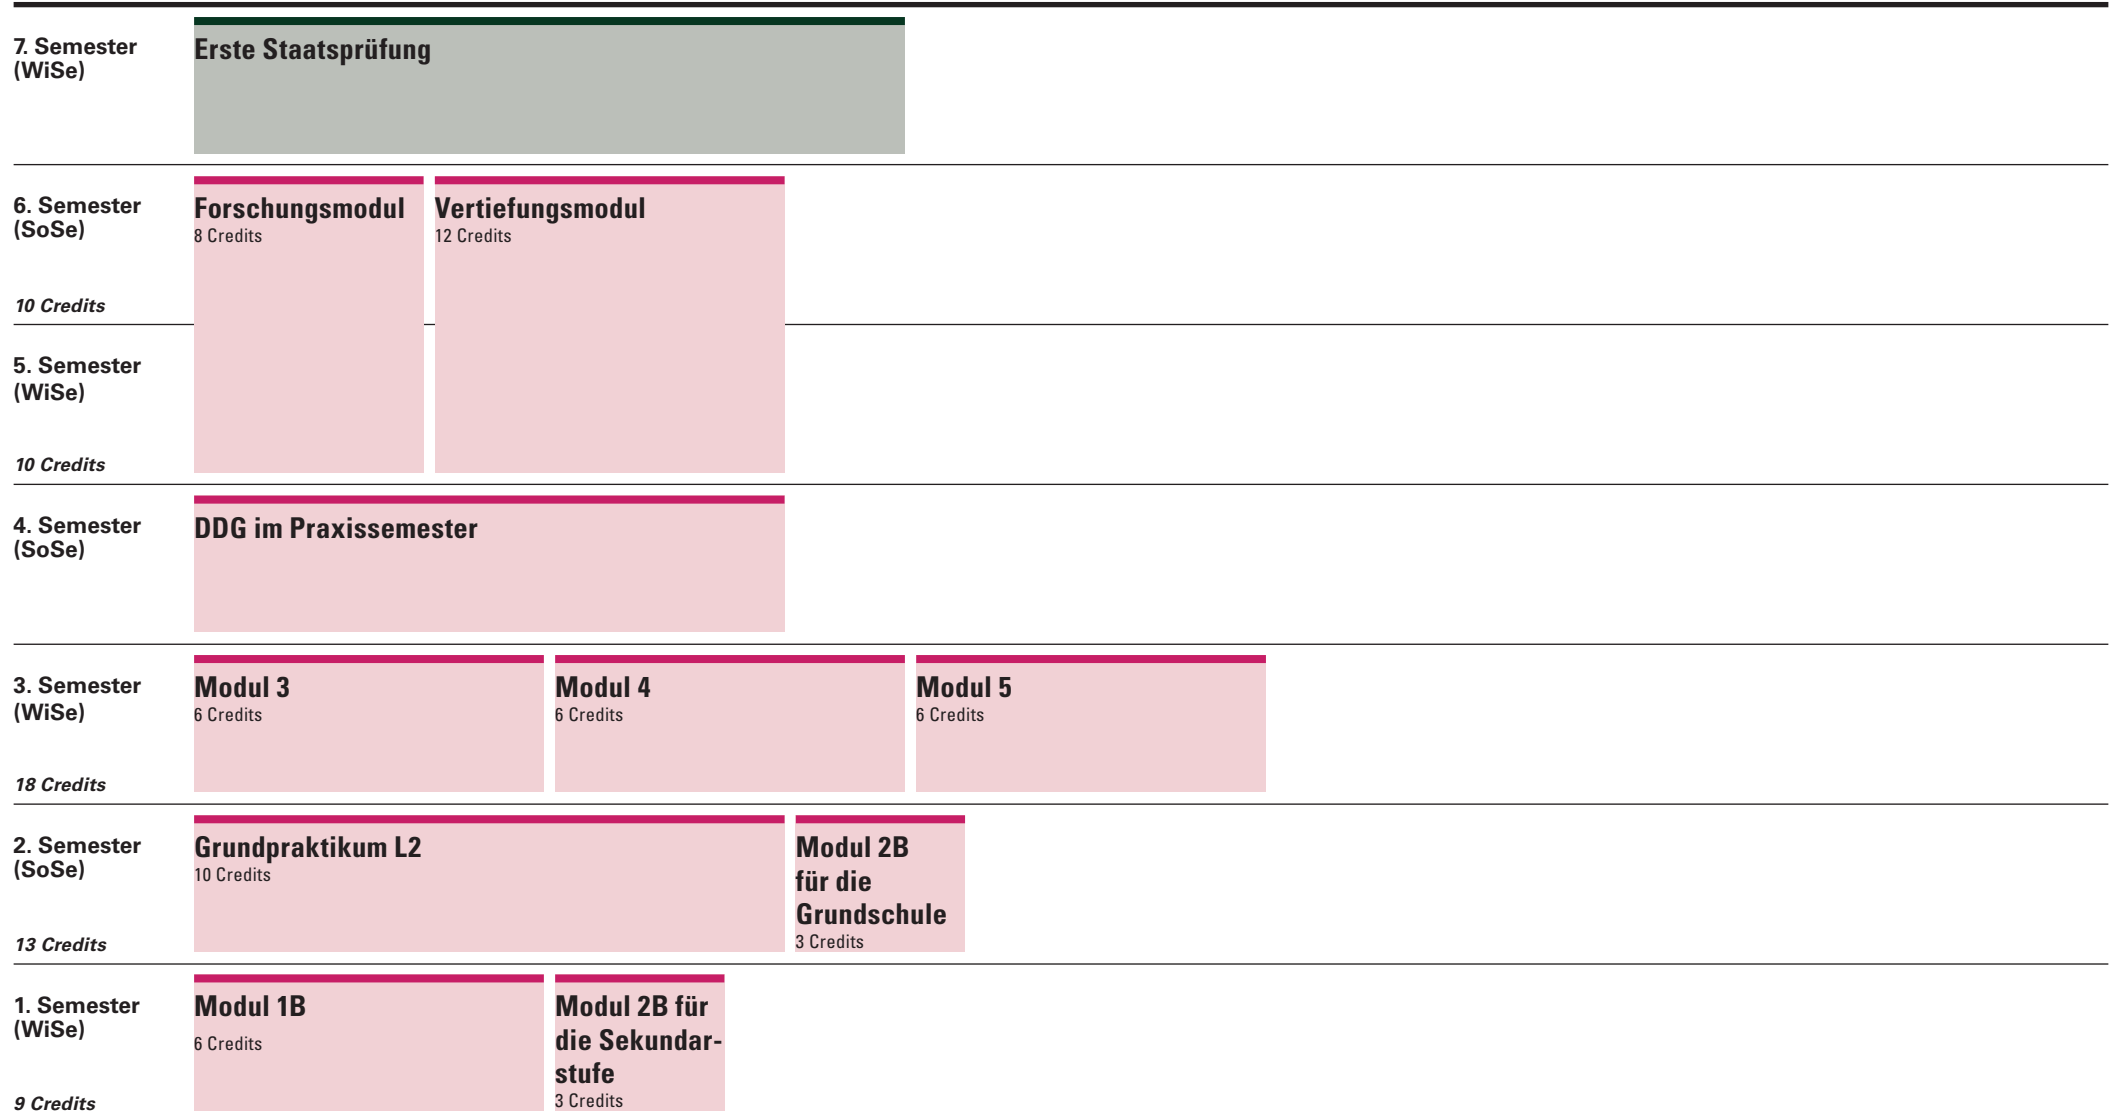 7. Semester
(WiSe)
Erste Staatsprüfung
6. Semester
(SoSe)
10 Credits
Forschungsmodul
8 Credits
Vertiefungsmodul
12 Credits
5. Semester
(WiSe)
10 Credits
4. Semester
(SoSe)
DDG im Praxissemester
3. Semester
(WiSe)
18 Credits
Modul 3
6 Credits
Modul 4
6 Credits
Modul 5
6 Credits
2. Semester
(SoSe)
13 Credits
Grundpraktikum L2
10 Credits
Modul 2B
für die
Grundschule
3 Credits
1. Semester
(WiSe)
9 Credits
Modul 1B
6 Credits
Modul 2B für
die Sekundar-
stufe
3 Credits